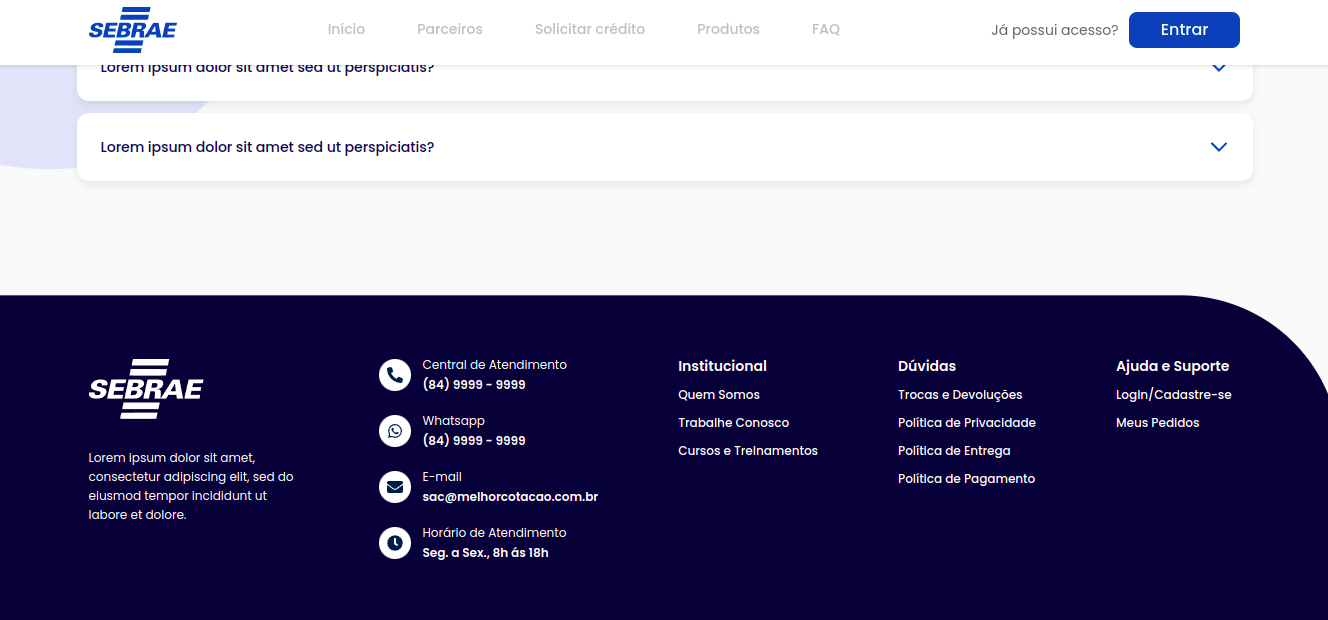 SEBRAE
Início Parceiros Solicitar crédito Produtos FAQ
Já possui acesso? Entrar
Lorem ipsum dolor sit amet sed ut perspiciatis?
Lorem ipsum dolor sit amet sed ut perspiciatis?
SEBRAE
Lorem ipsum dolor sit amet,
consectetur adipiscing elit, sed do
eiusmod tempor incididunt ut
labore et dolore.
Central de Atendimento
(84) 9999 - 9999
Whatsapp
(84) 9999 - 9999
E-mail
sac@melhorcotacao.com.br
Horário de Atendimento
Seg. a Sex., 8h ás 18h
Institucional
Quem Somos
Trabalhe Conosco
Cursos e Treinamentos
Dúvidas
Trocas e Devoluções
Política de Privacidade
Política de Entrega
Política de Pagamento
Ajuda e Suporte
Login/Cadastre-se
Meus Pedidos